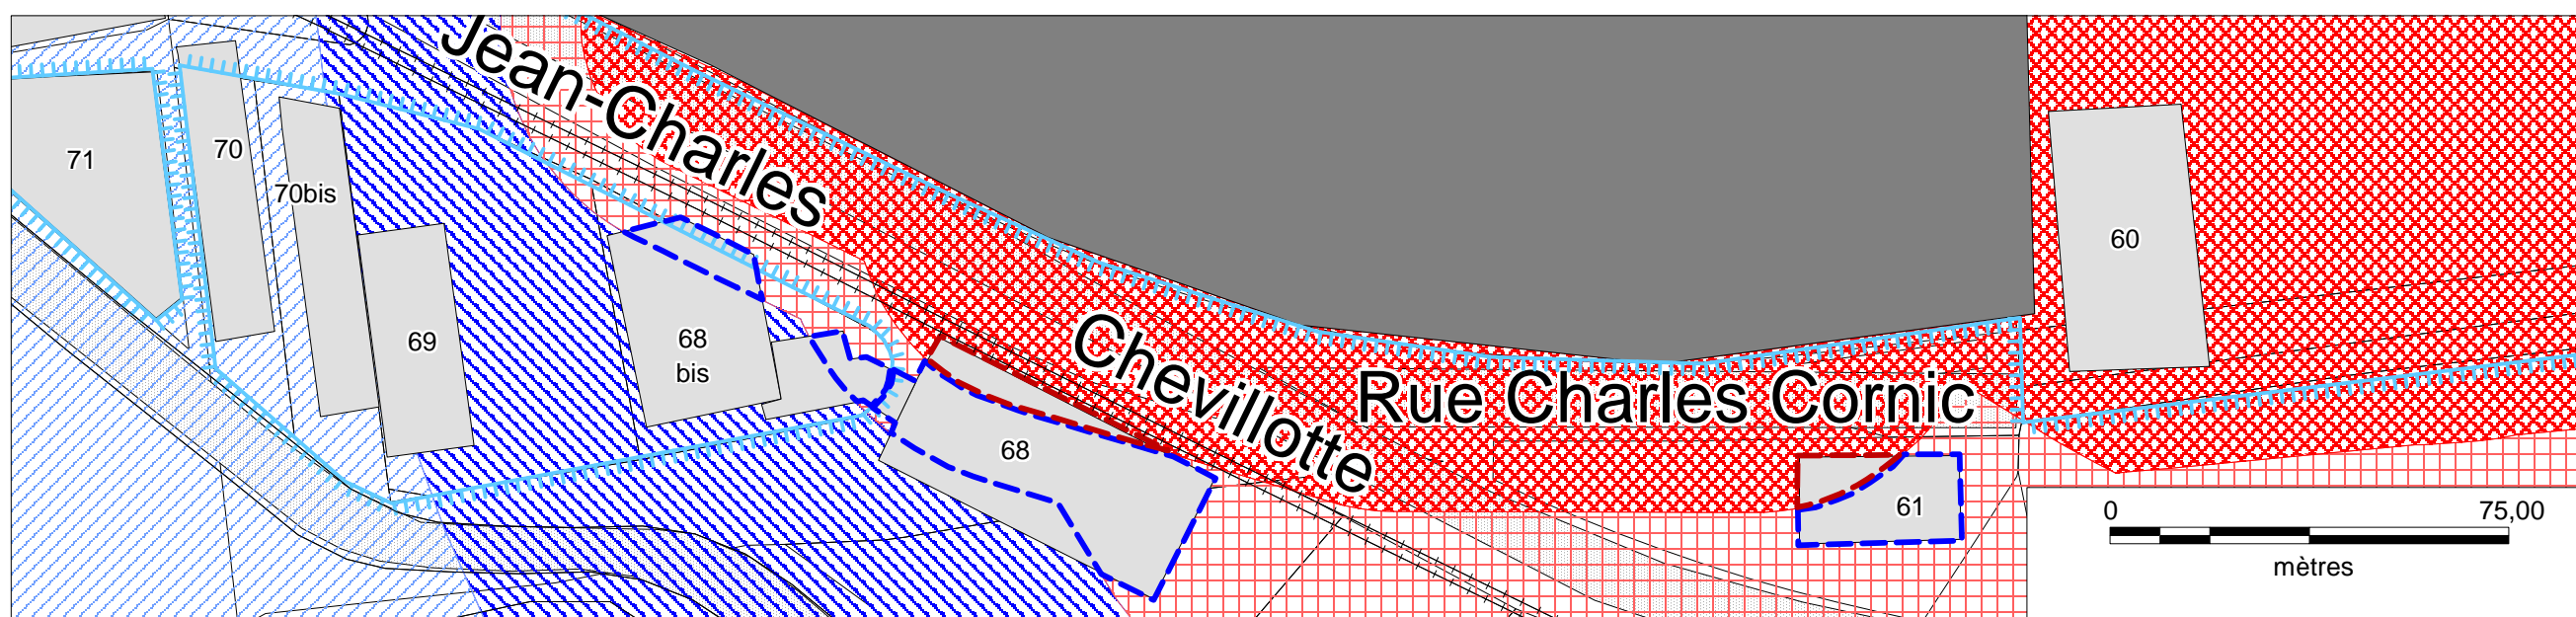 Jean-Charles
Chevillotte
Rue Charles Cornic
71
70
70bis
69
68
bis
68
61
60
0
75,00
mètres